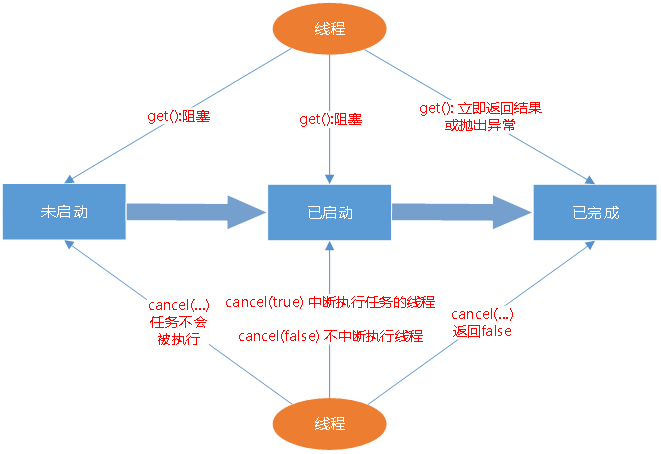 线程
get():阻塞
get():阻塞
get(): 立即返回结果
或抛出异常
未启动
已启动
已完成
cancel(...)
任务不会
被执行
cancel(true) 中断执行任务的线程
cancel(false) 不中断执行线程
cancel(...)
返回false
线程